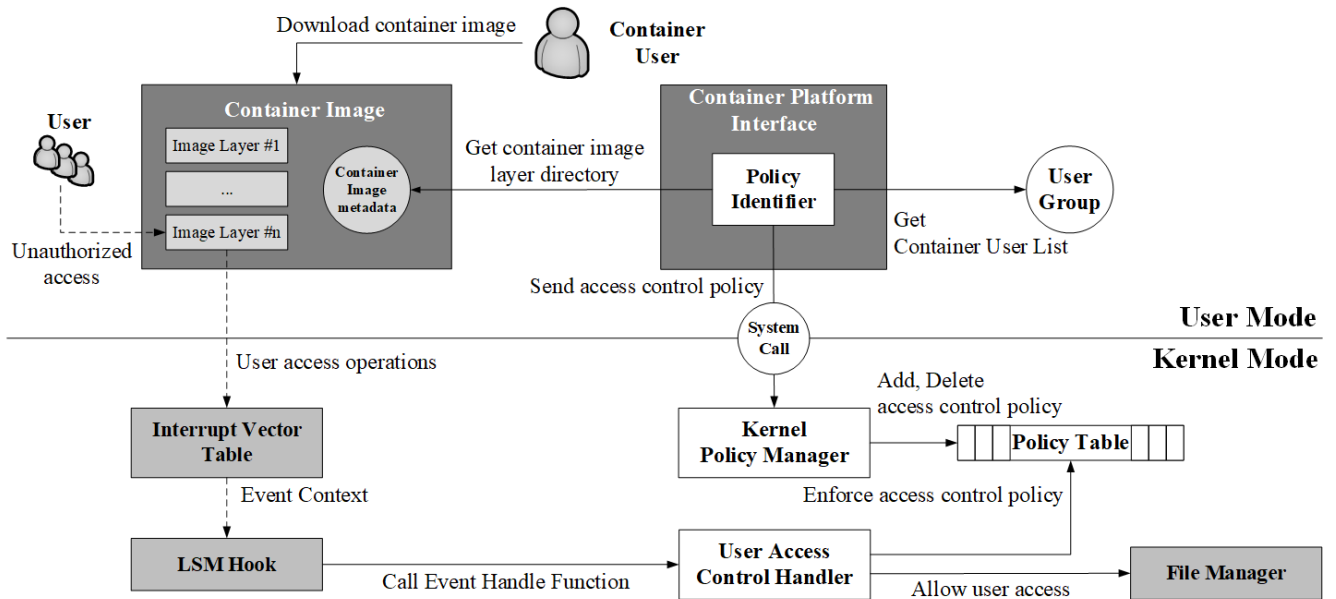 Download container image
Container
User
Container Image
Container Platform
Interface
User
Image Layer #1
...
Image Layer #n
Container
Image
metadata
Get container image
layer directory
Policy
Identifier
User
Group
Get
Container User List
Unauthorized
access
Send access control policy
System
Call
User Mode
Kernel Mode
User access operations
Add, Delete
access control policy
Interrupt Vector
Table
Kernel
Policy Manager
Policy Table
Event Context
Enforce access control policy
LSM Hook
Call Event Handle Function
User Access
Control Handler
Allow user access
File Manager